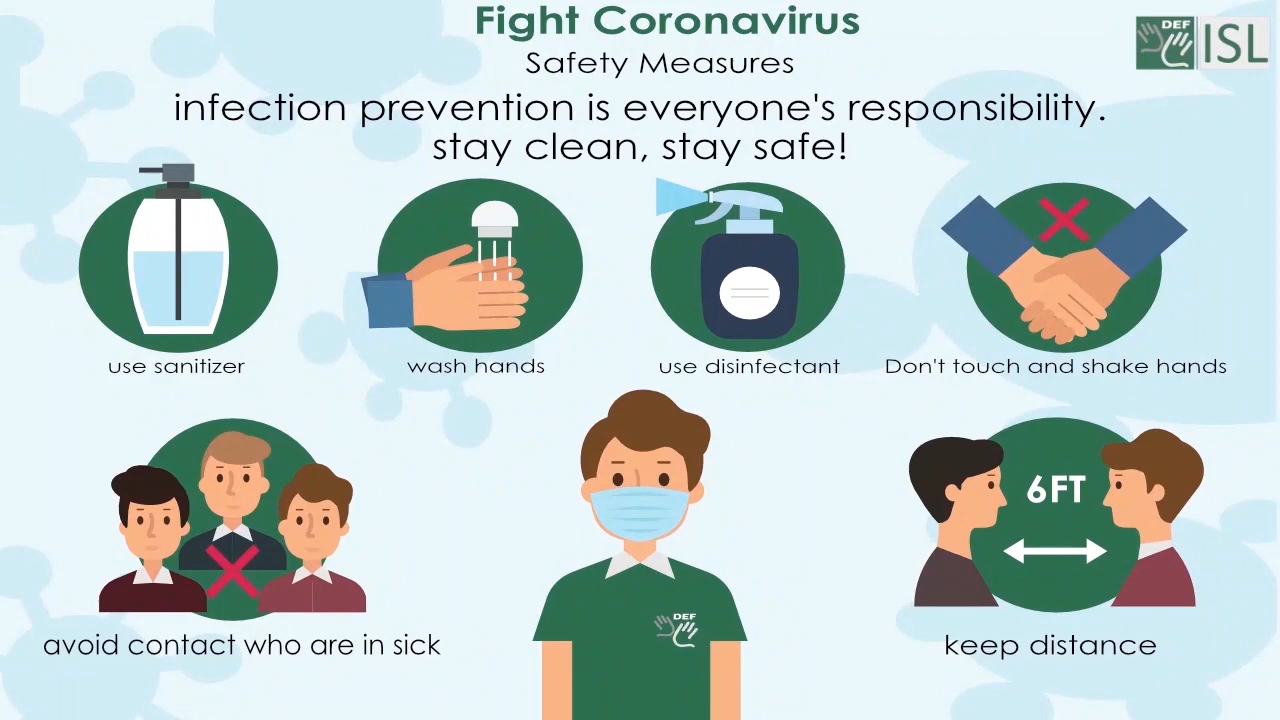 Fight Coronavirus
DEF
ISL
Safety Measures
infection prevention is everyone's responsibility.
stay clean, stay safe!
use sanitizer
wash hands
use disinfectant
Don't touch and shake hands
6FT
DEF
avoid contact who are in sick
keep distance